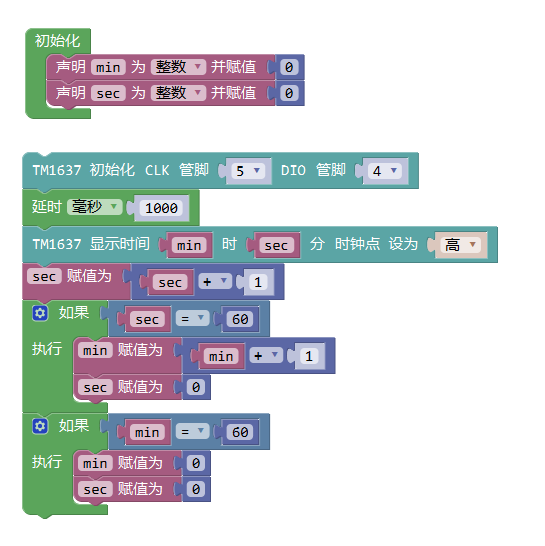 初始化
声明 min 为 整数 并赋值 0
声明 sec 为 整数 并赋值 0
TM1637 初始化 CLK 管脚 5 DIO 管脚 4
延时 毫秒 1000
TM1637 显示时间 min 时 sec 分 时钟点 设为 高
sec 赋值为 sec + 1
如果 sec = 60
执行 min 赋值为 min + 1
sec 赋值为 0
如果 min = 60
执行 min 赋值为 0
sec 赋值为 0